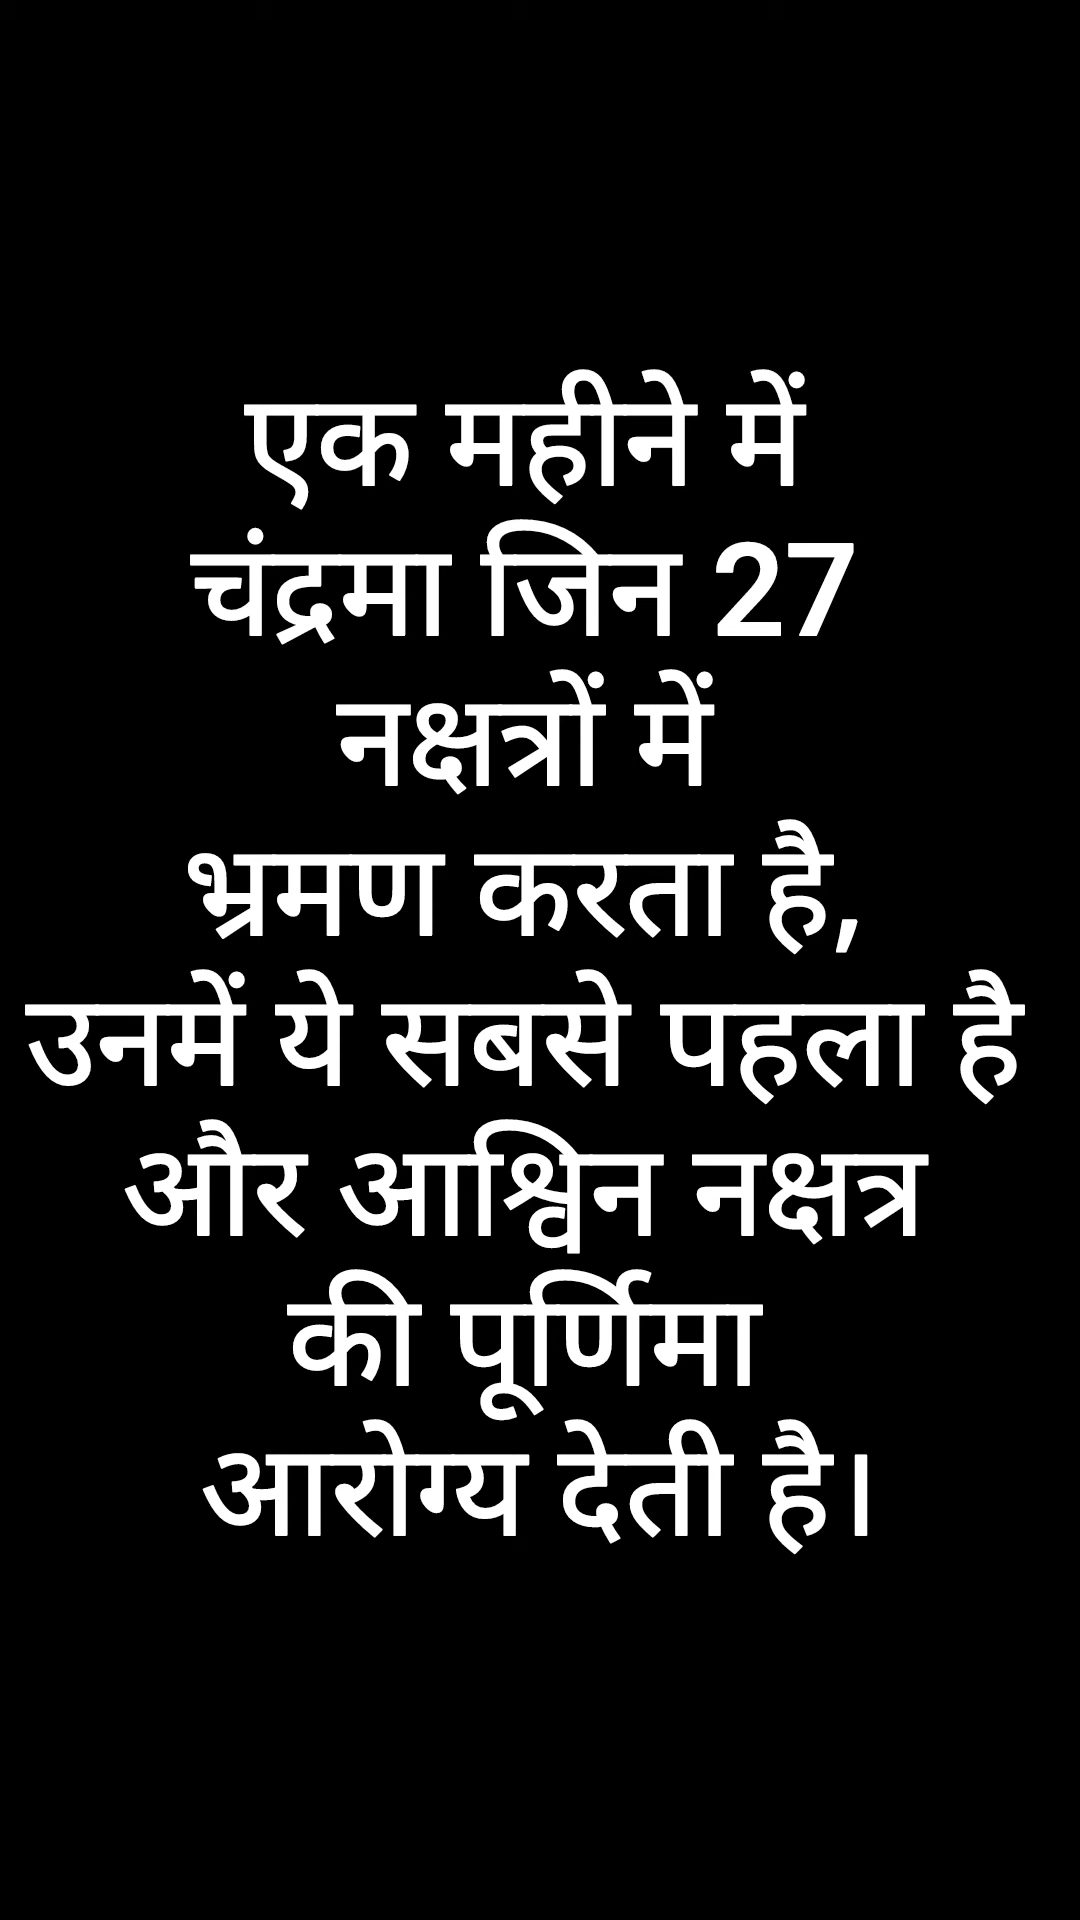 एक महीने में
चंद्रमा जिन 27
नक्षत्रों में
भ्रमण करता है,
उनमें ये सबसे पहला है
और आश्विन नक्षत्र
की पूर्णिमा
आरोग्य देती है।